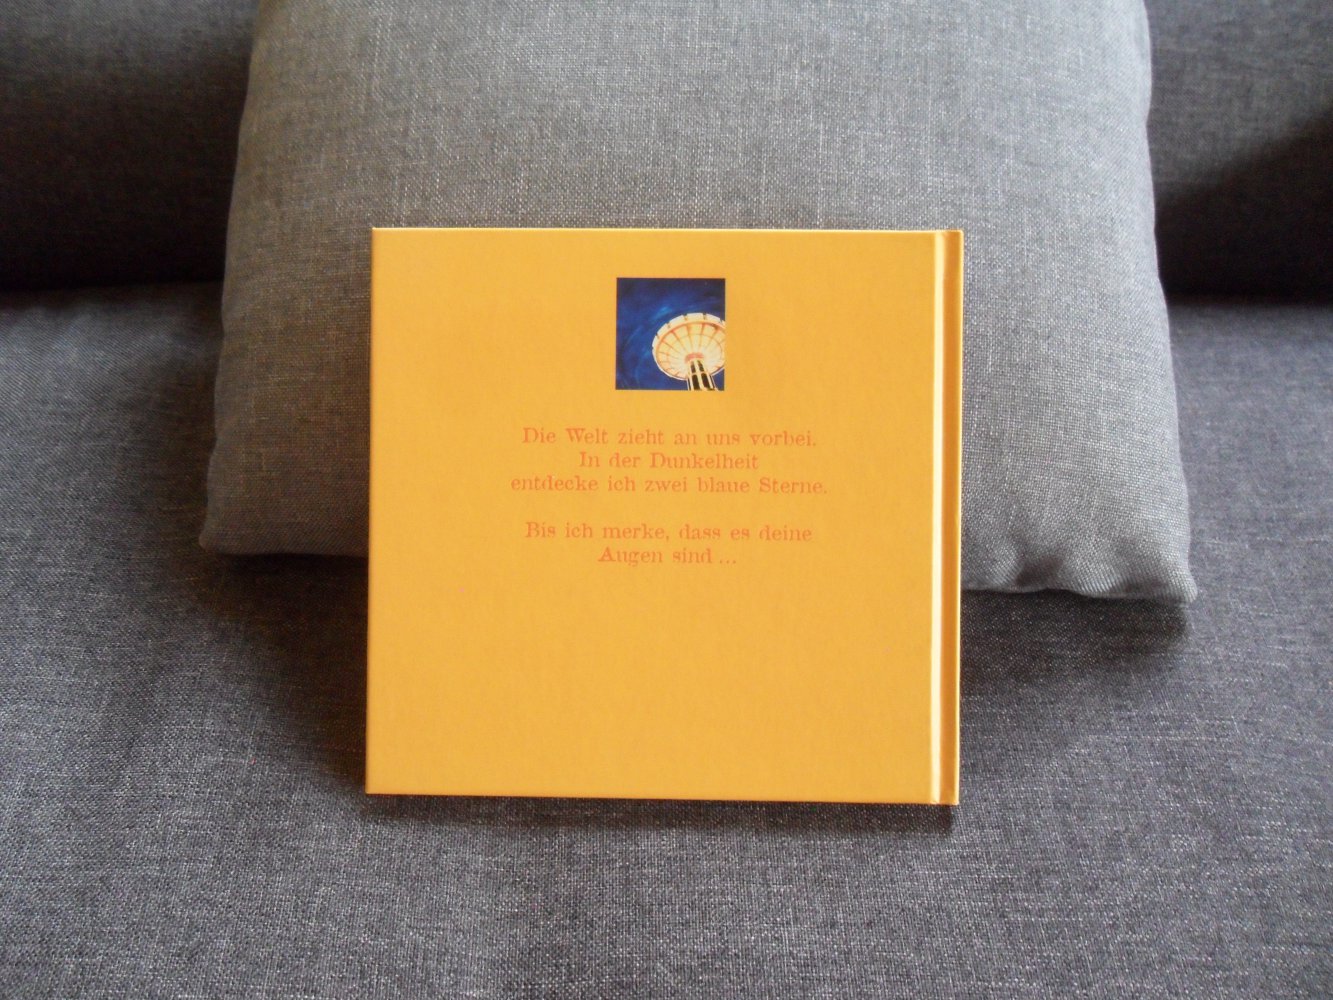 Die Welt zieht an uns vorbei.
In der Dunkelheit
entdecke ich zwei blaue Sterne.
Bis ich merke, dass es deine
Augen sind ...